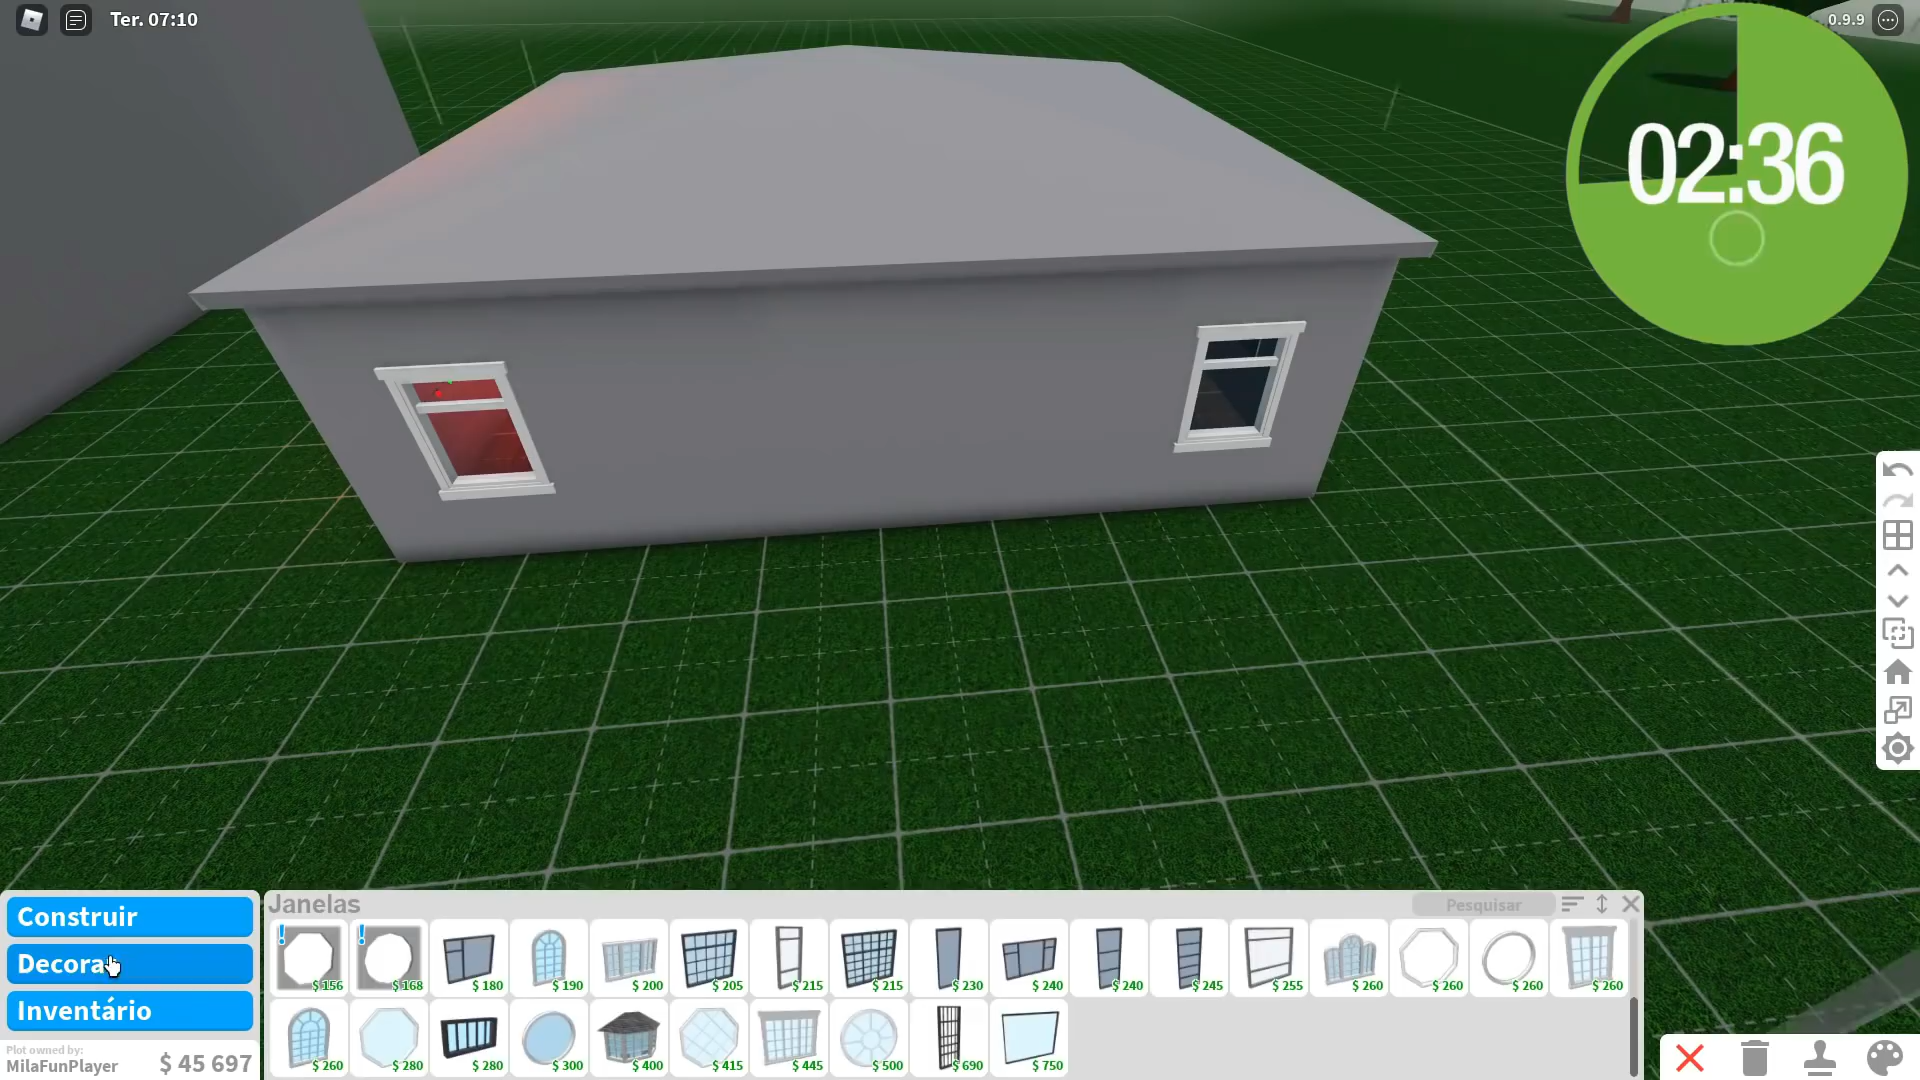 Ter. 07:10
0.9.9
02:36
Construir
Decora
Inventário
Plot owned by:
MilaFunPlayer
$ 45 697
Janelas
Pesquisar
! $ 156
! $ 168
$ 180
$ 190
$ 200
$ 205
$ 215
$ 215
$ 230
$ 240
$ 240
$ 245
$ 255
$ 260
$ 260
$ 260
$ 260
$ 260
$ 280
$ 280
$ 300
$ 400
$ 415
$ 445
$ 500
$ 690
$ 750